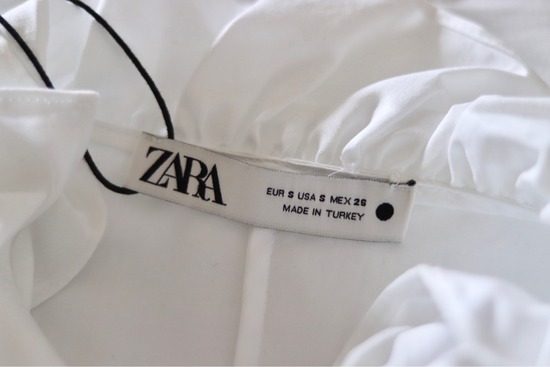 ZARA
EUR S USA S MEX 26
MADE IN TURKEY